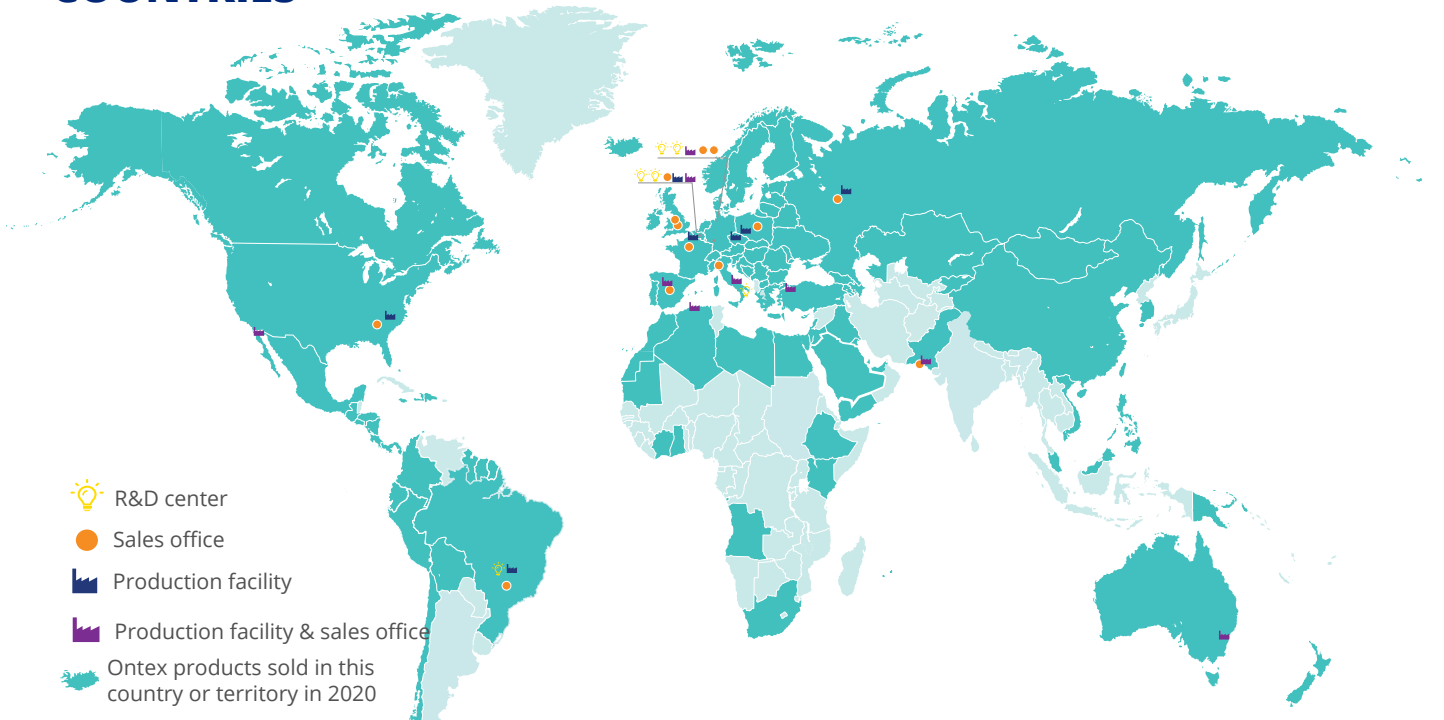 COUNTRIES
R&D center
Sales office
Production facility
Production facility & sales office
Ontex products sold in this
country or territory in 2020